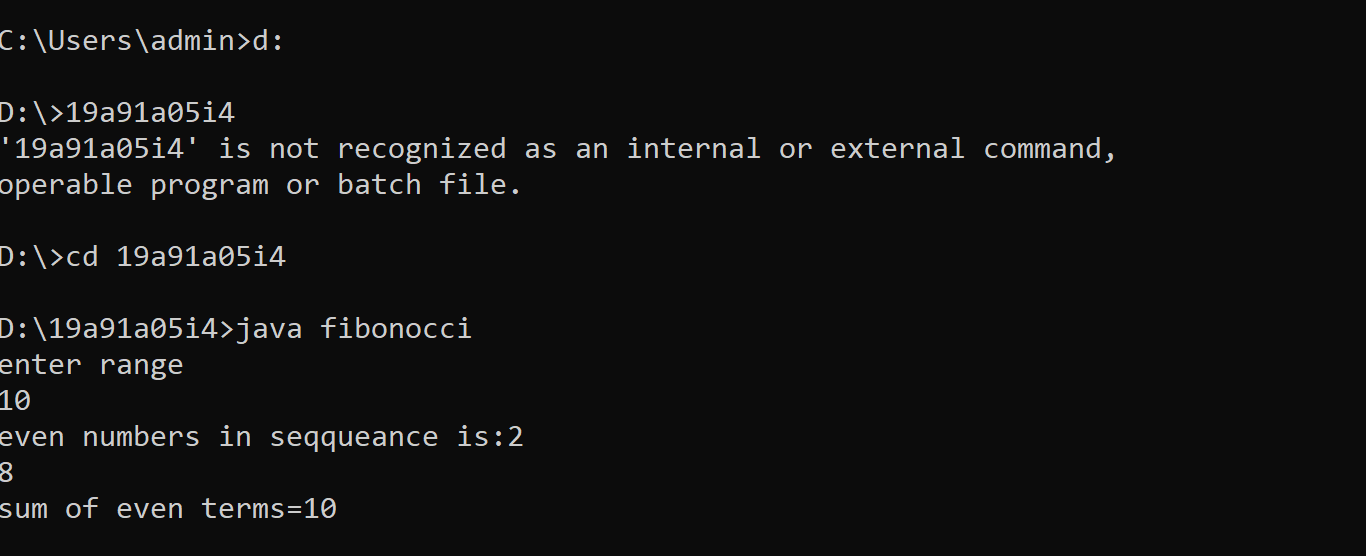 C:\Users\admin>d:
D:\>19a91a05i4
'19a91a05i4' is not recognized as an internal or external command,
operable program or batch file.
D:\>cd 19a91a05i4
D:\19a91a05i4>java fibonocci
enter range
10
even numbers in seqqueance is:2
8
sum of even terms=10